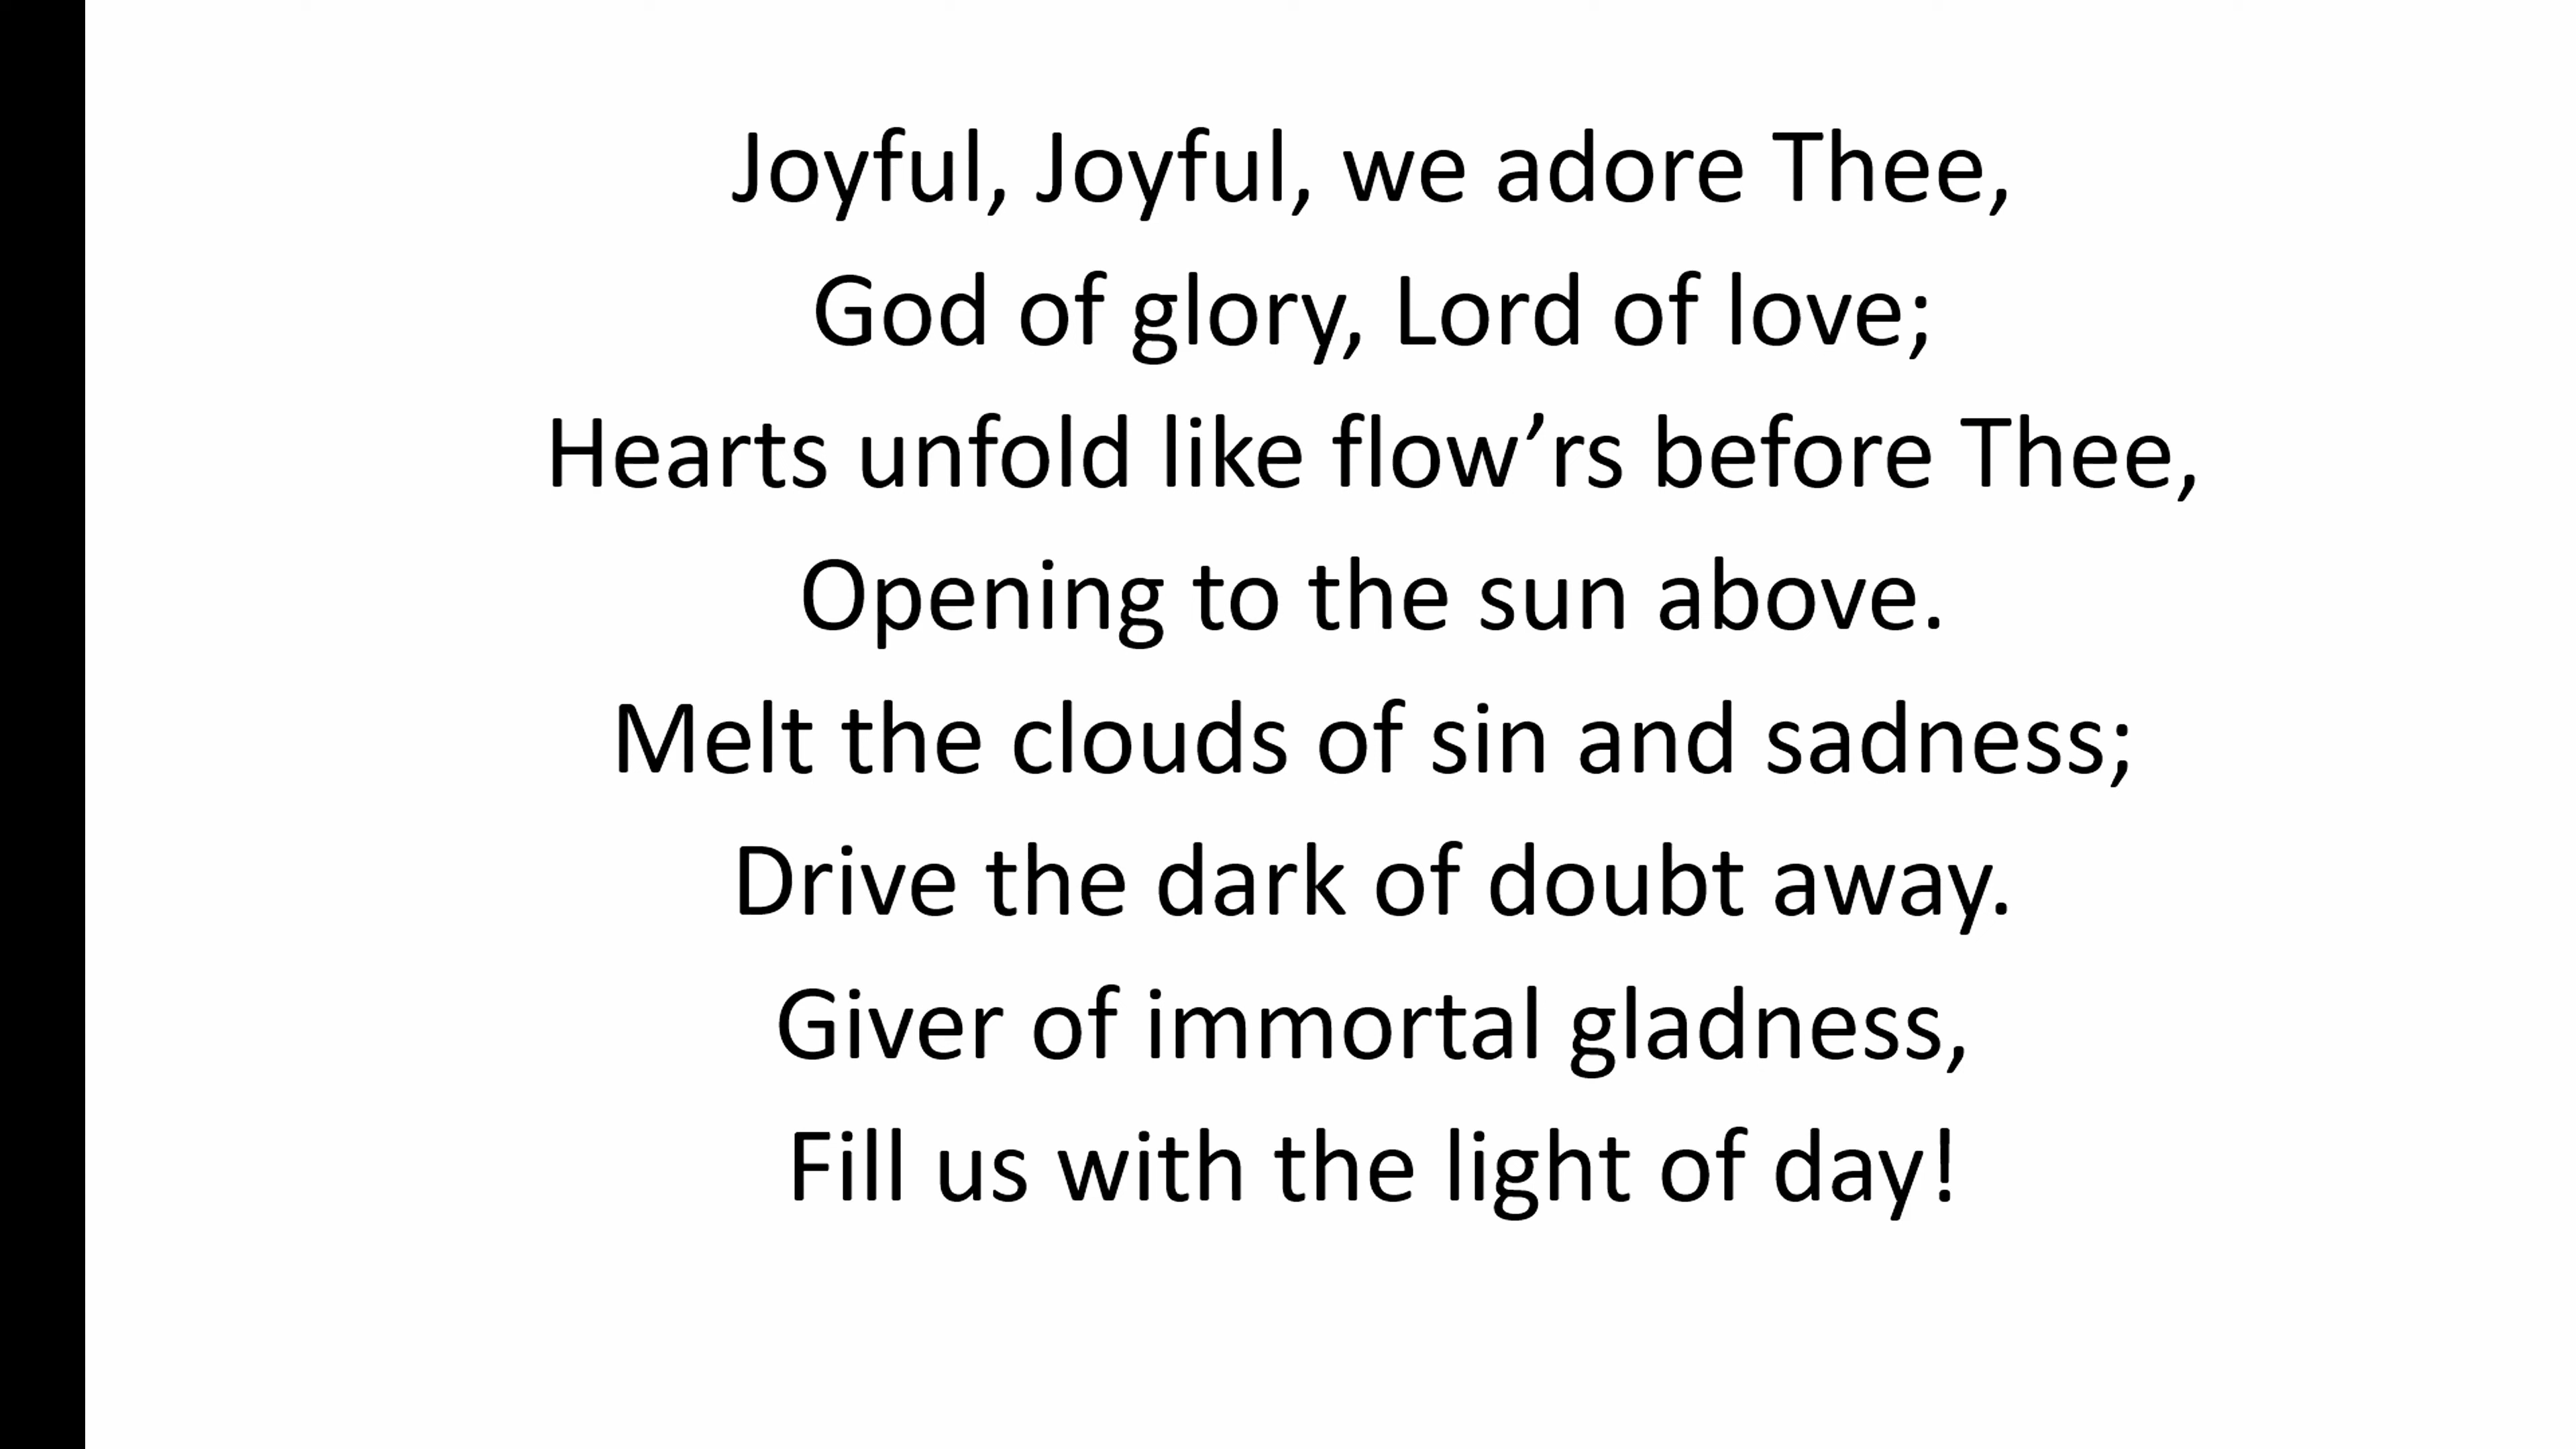 Joyful, Joyful, we adore Thee,
God of glory, Lord of love;
Hearts unfold like flow’rs before Thee,
Opening to the sun above.
Melt the clouds of sin and sadness;
Drive the dark of doubt away.
Giver of immortal gladness,
Fill us with the light of day!